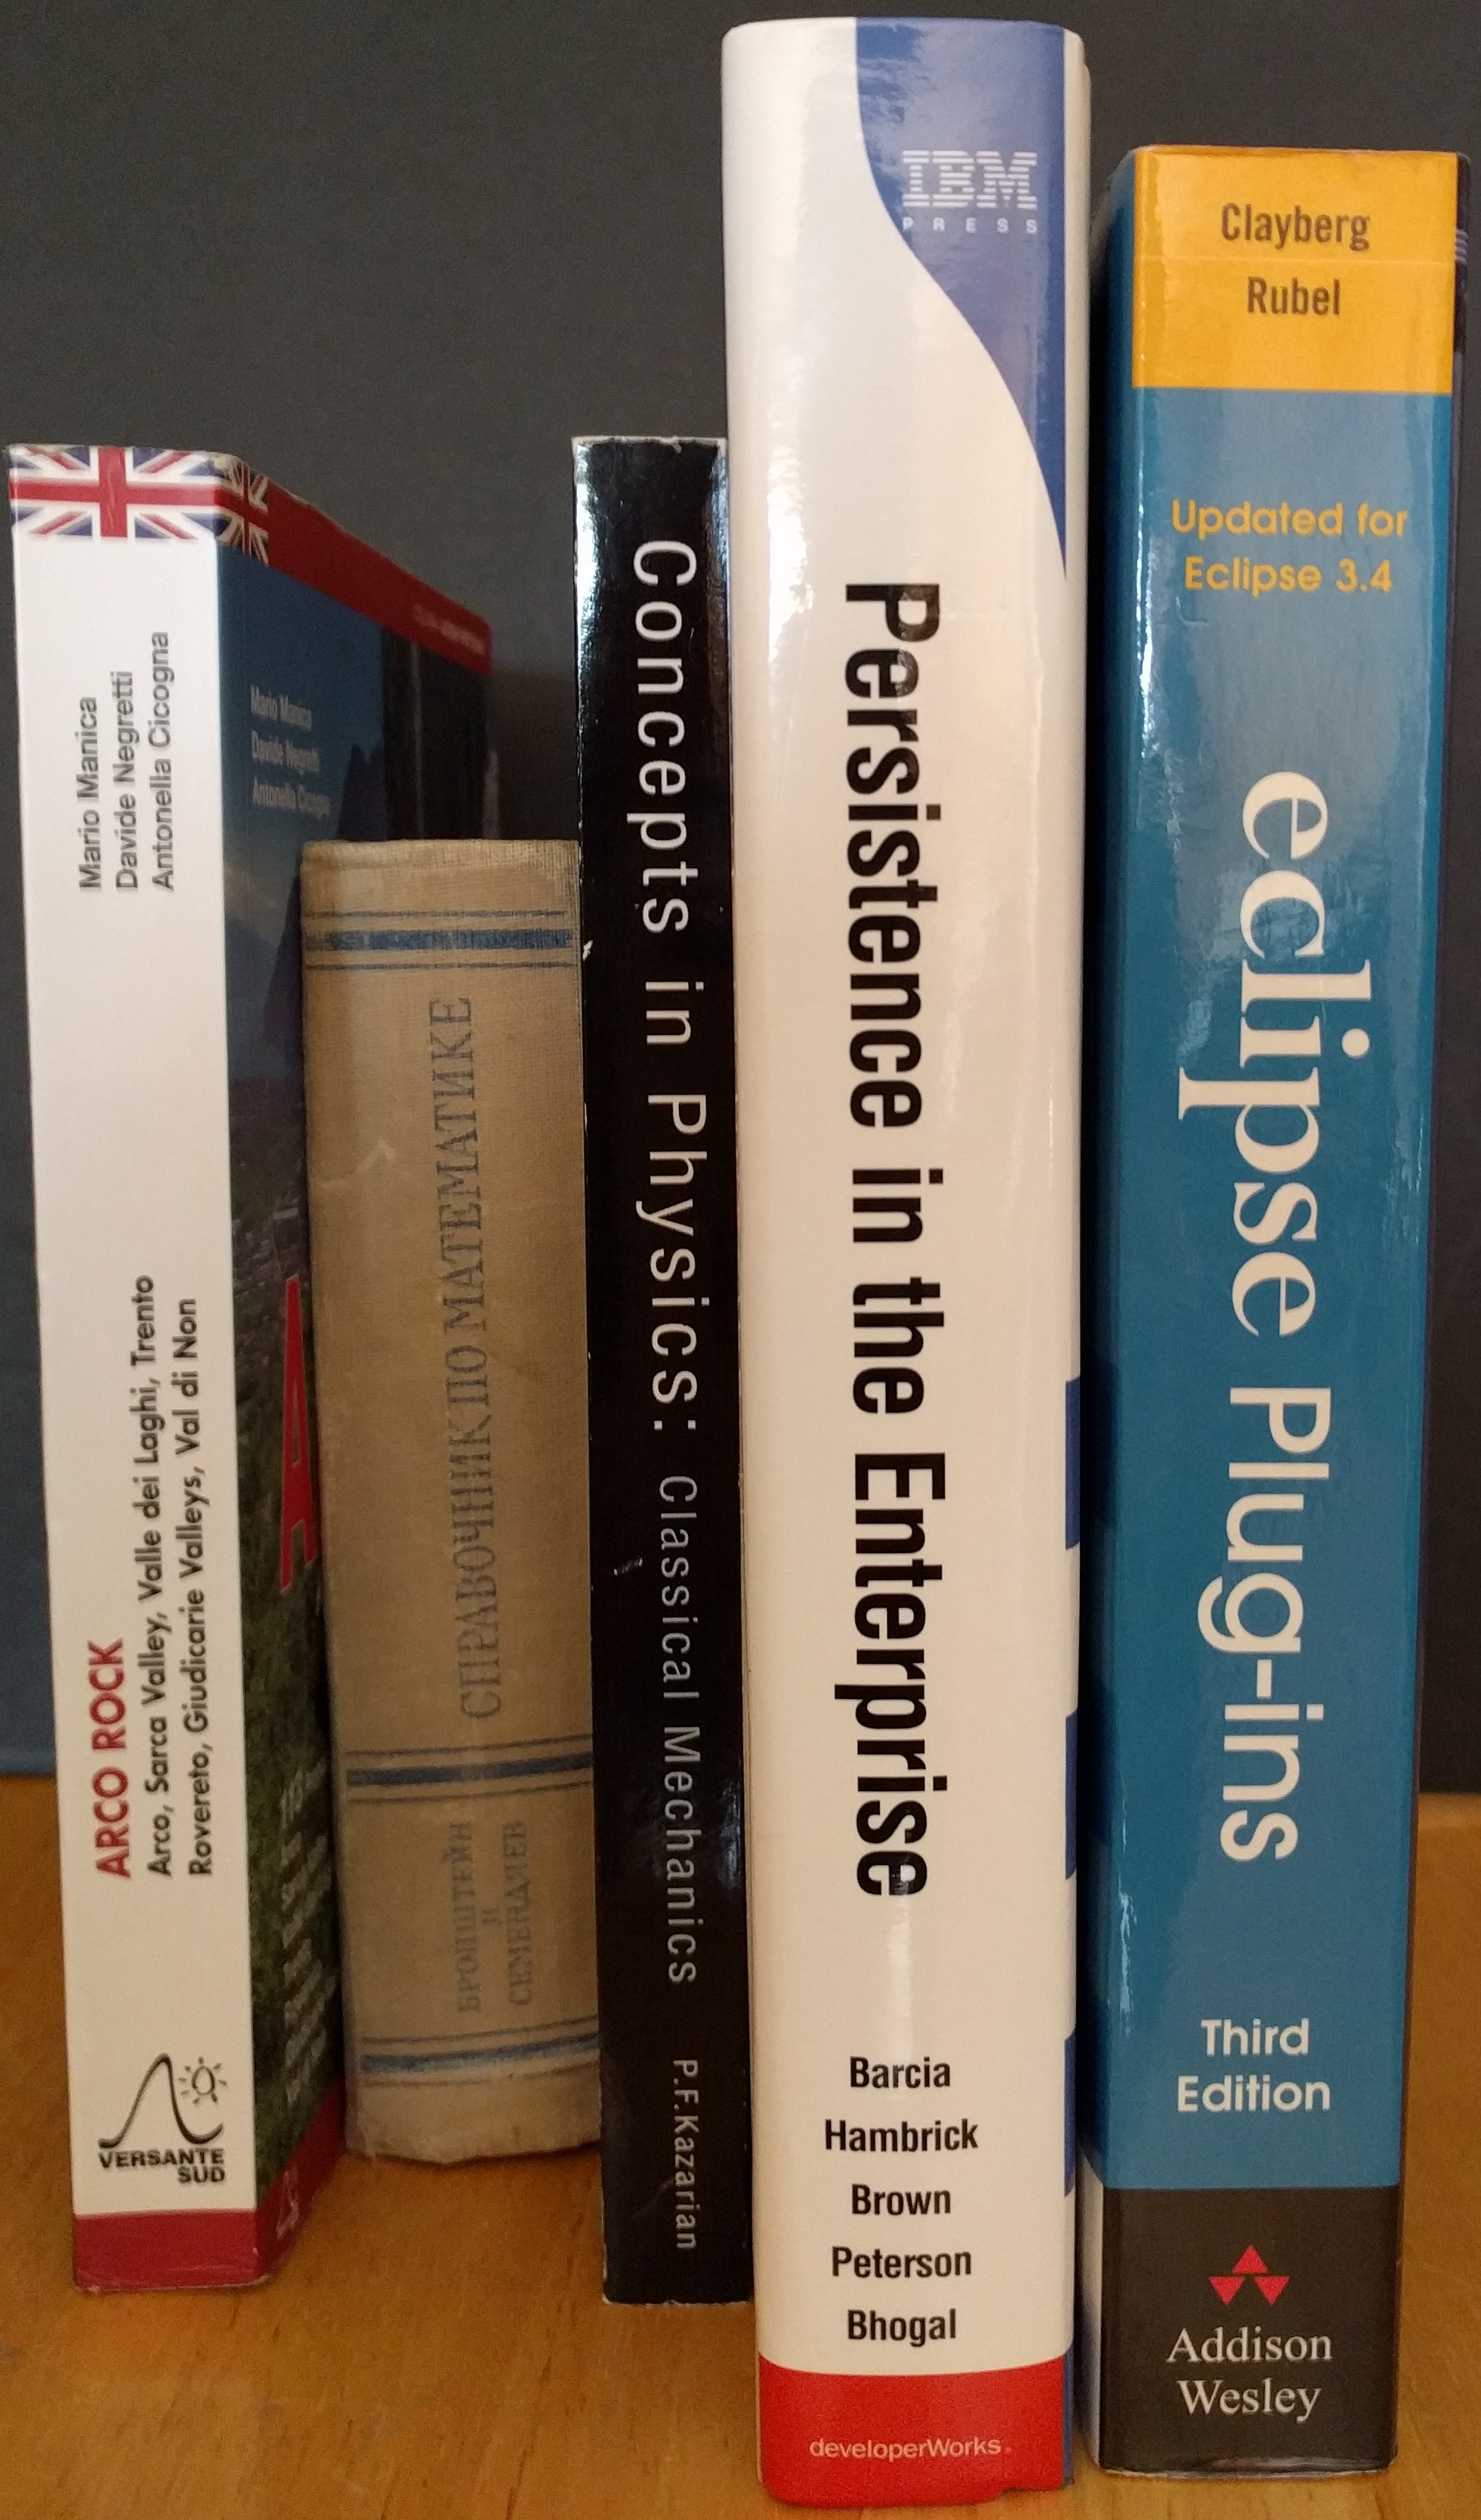 Mario Manica
Davide Negretti
Antonella Cicogna
ARCO ROCK
Arco, Sarca Valley, Valle dei Laghi, Trento
Rovereto, Giudicarie Valleys, Val di Non
VERSANTE
SUD
Mario Manica
Davide Negretti
Antonella Cicogna
A
СПРАВОЧНИК ПО МАТЕМАТИКЕ
БРОНШТЕЙН
И
СЕМЕНДЯЕВ
Concepts in Physics: Classical Mechanics P.F.Kazarian
IBM
PRESS
Persistence in the Enterprise
Barcia
Hambrick
Brown
Peterson
Bhogal
developerWorks.
Clayberg
Rubel
Updated for
Eclipse 3.4
eclipse Plug-ins
Third
Edition
Addison
Wesley